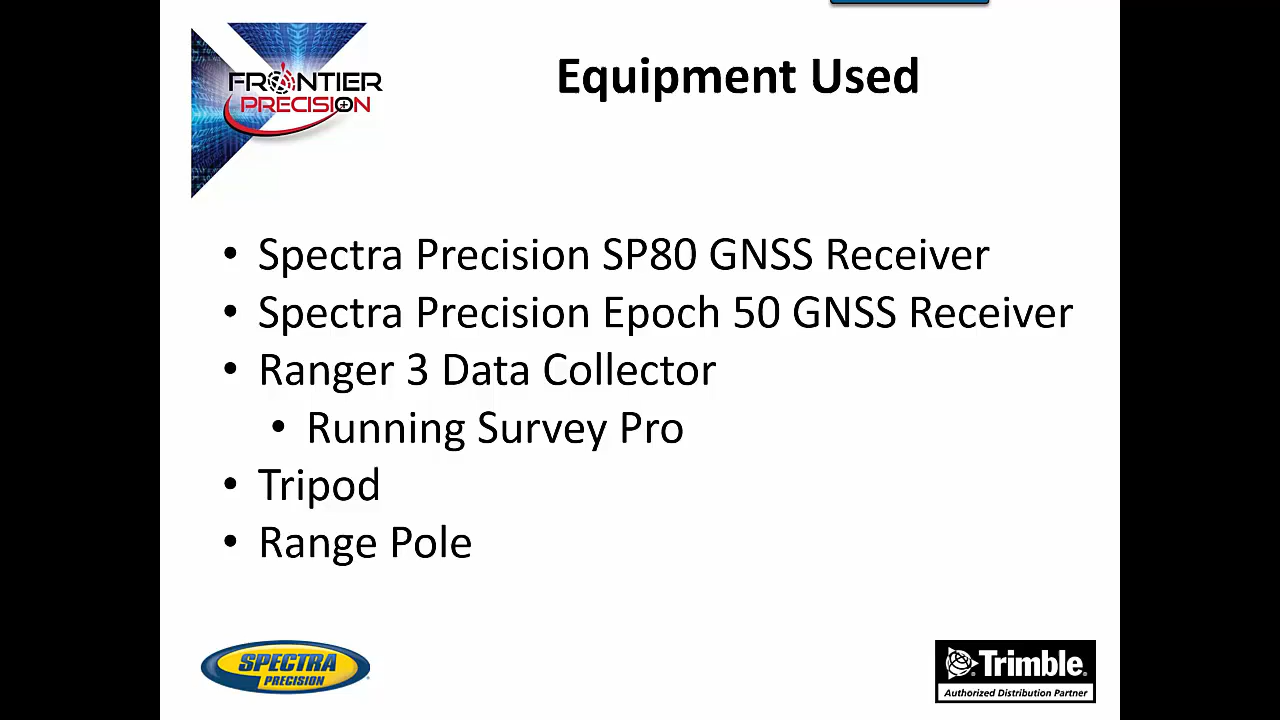 FRONTIER
PRECISION
Equipment Used
• Spectra Precision SP80 GNSS Receiver
• Spectra Precision Epoch 50 GNSS Receiver
• Ranger 3 Data Collector
• Running Survey Pro
• Tripod
• Range Pole
SPECTRA
PRECISION
Trimble
Authorized Distribution Partner